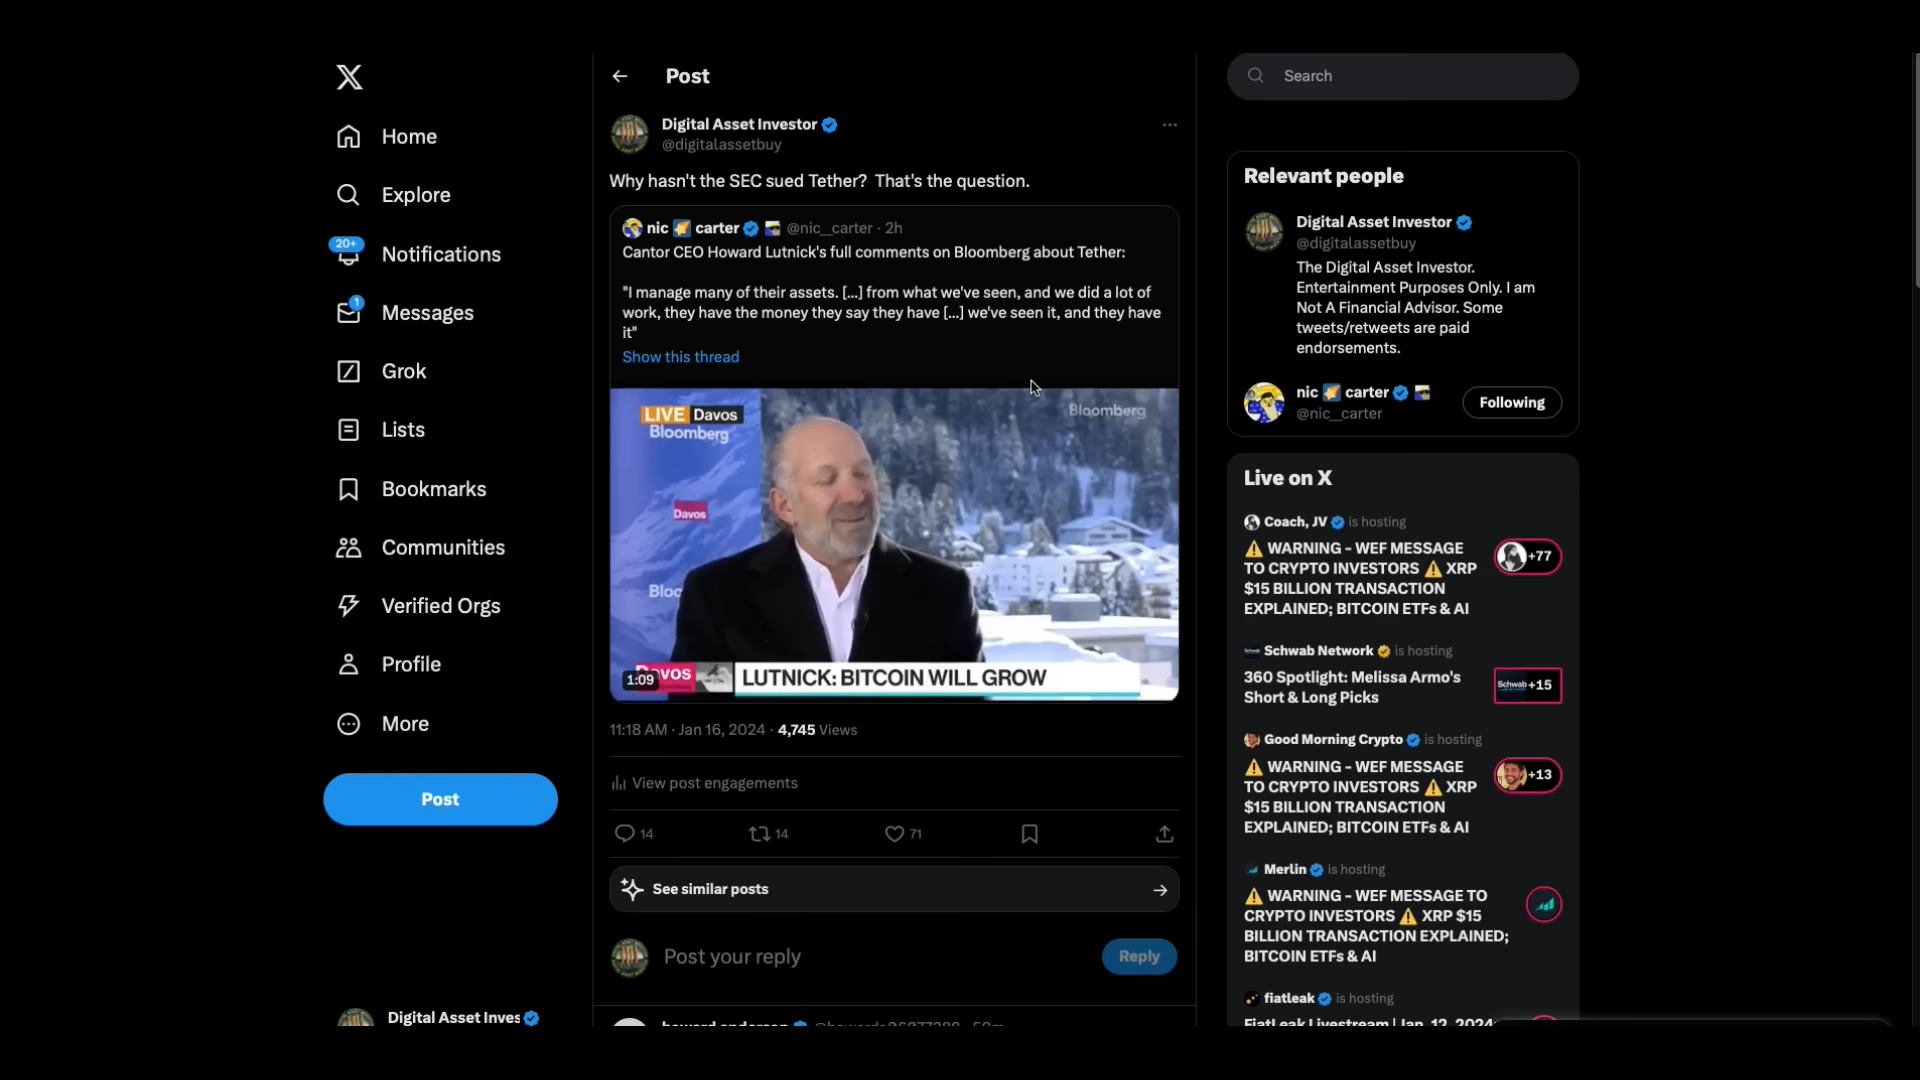 Home
Explore
20+
Notifications
1
Messages
Grok
Lists
Bookmarks
Communities
Verified Orgs
Profile
More
Post
Digital Asset Inves
Post
Digital Asset Investor
@digitalassetbuy
Why hasn't the SEC sued Tether? That's the question.
nic carter @nic__carter · 2h
Cantor CEO Howard Lutnick's full comments on Bloomberg about Tether:
"I manage many of their assets. [...] from what we've seen, and we did a lot of
work, they have the money they say they have [...] we've seen it, and they have
it"
Show this thread
LIVE Davos
Bloomberg
Bloomberg
Davos
Bloo
1:09
LUTNICK: BITCOIN WILL GROW
11:18 AM · Jan 16, 2024 · 4,745 Views
View post engagements
14
14
71
See similar posts
Post your reply
Reply
Search
Relevant people
Digital Asset Investor
@digitalassetbuy
The Digital Asset Investor.
Entertainment Purposes Only. I am
Not A Financial Advisor. Some
tweets/retweets are paid
endorsements.
nic carter
@nic__carter
Following
Live on X
Coach, JV is hosting
⚠️ WARNING - WEF MESSAGE
TO CRYPTO INVESTORS ⚠️ XRP
$15 BILLION TRANSACTION
EXPLAINED; BITCOIN ETFs & AI
+77
Schwab Network is hosting
360 Spotlight: Melissa Armo's
Short & Long Picks
Schwab +15
Good Morning Crypto is hosting
⚠️ WARNING - WEF MESSAGE
TO CRYPTO INVESTORS ⚠️ XRP
$15 BILLION TRANSACTION
EXPLAINED; BITCOIN ETFs & AI
+13
Merlin is hosting
⚠️ WARNING - WEF MESSAGE TO
CRYPTO INVESTORS ⚠️ XRP $15
BILLION TRANSACTION EXPLAINED;
BITCOIN ETFs & AI
fiatleak is hosting
FiatLeak Livestream | Jan. 12, 2024